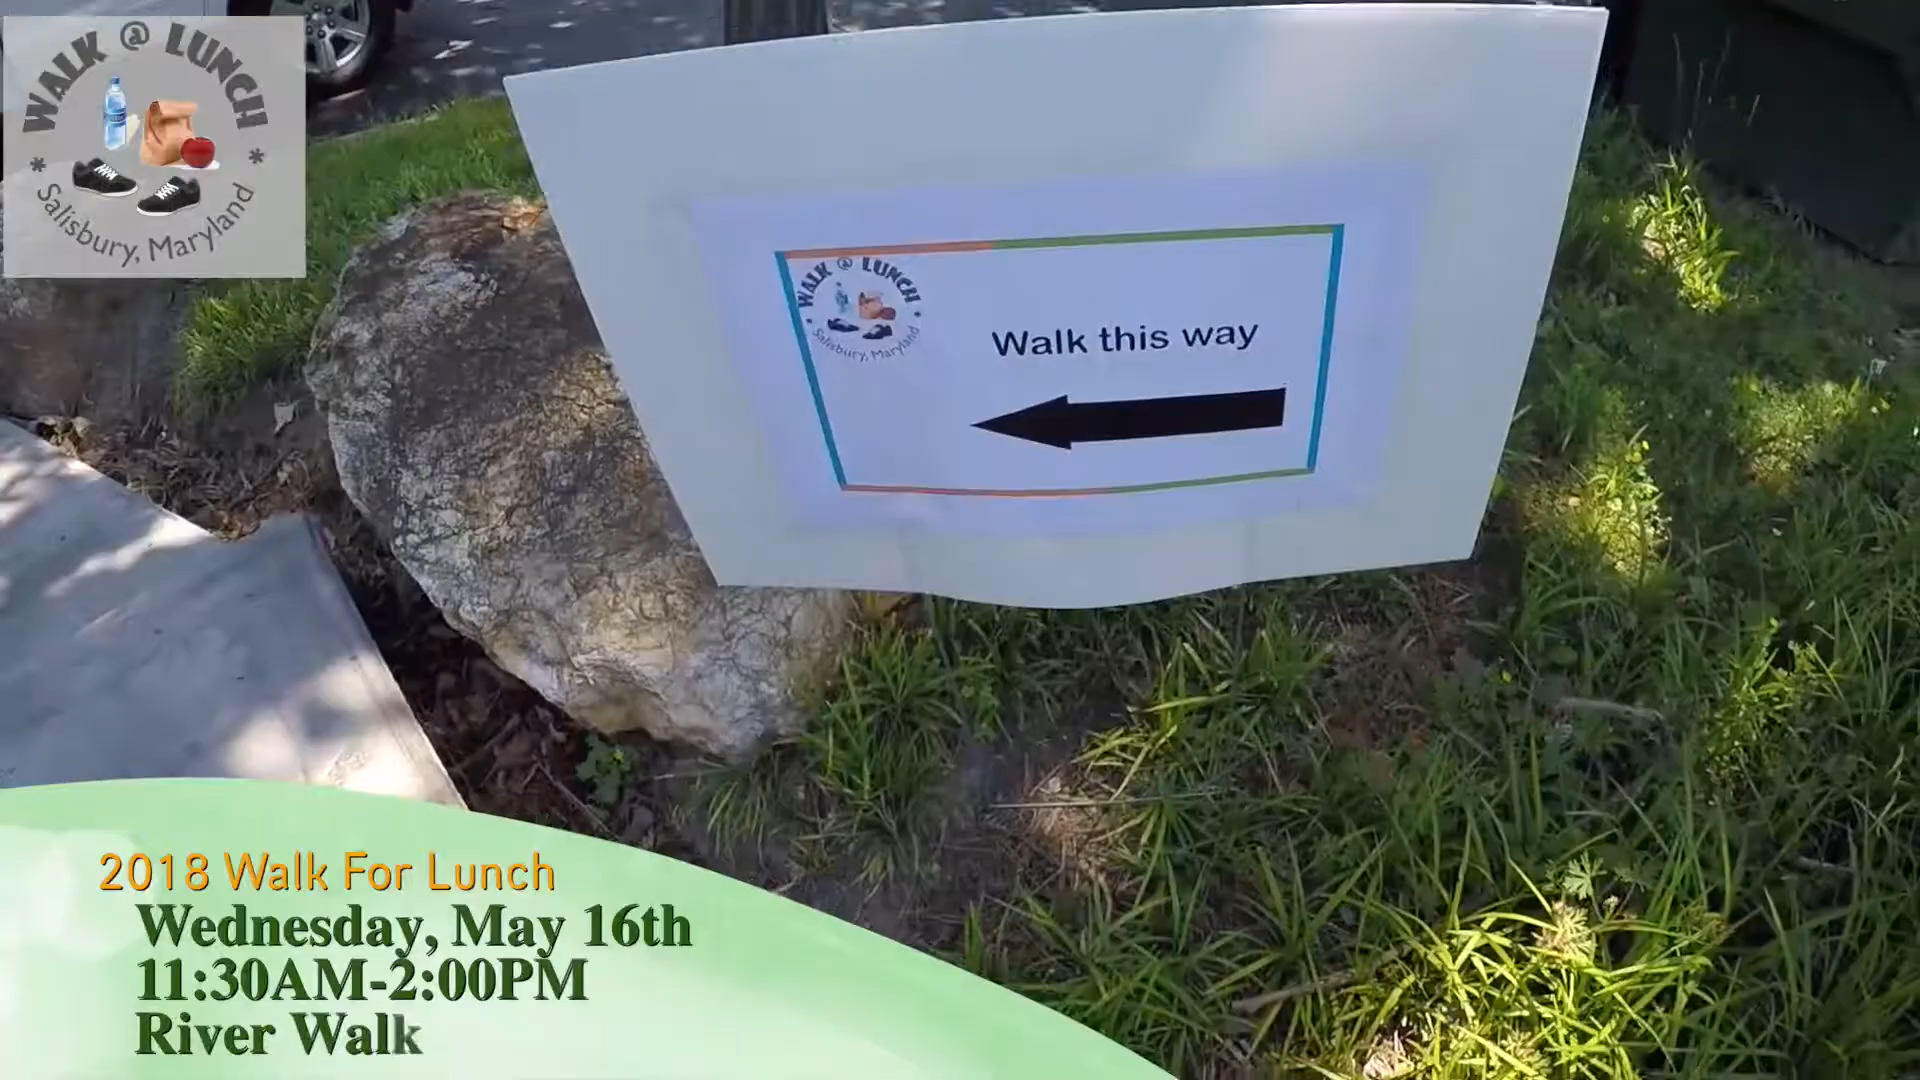 WALK @ LUNCH
* Salisbury, Maryland *
WALK @ LUNCH
* Salisbury, Maryland *
Walk this way
2018 Walk For Lunch
Wednesday, May 16th
11:30AM-2:00PM
River Walk